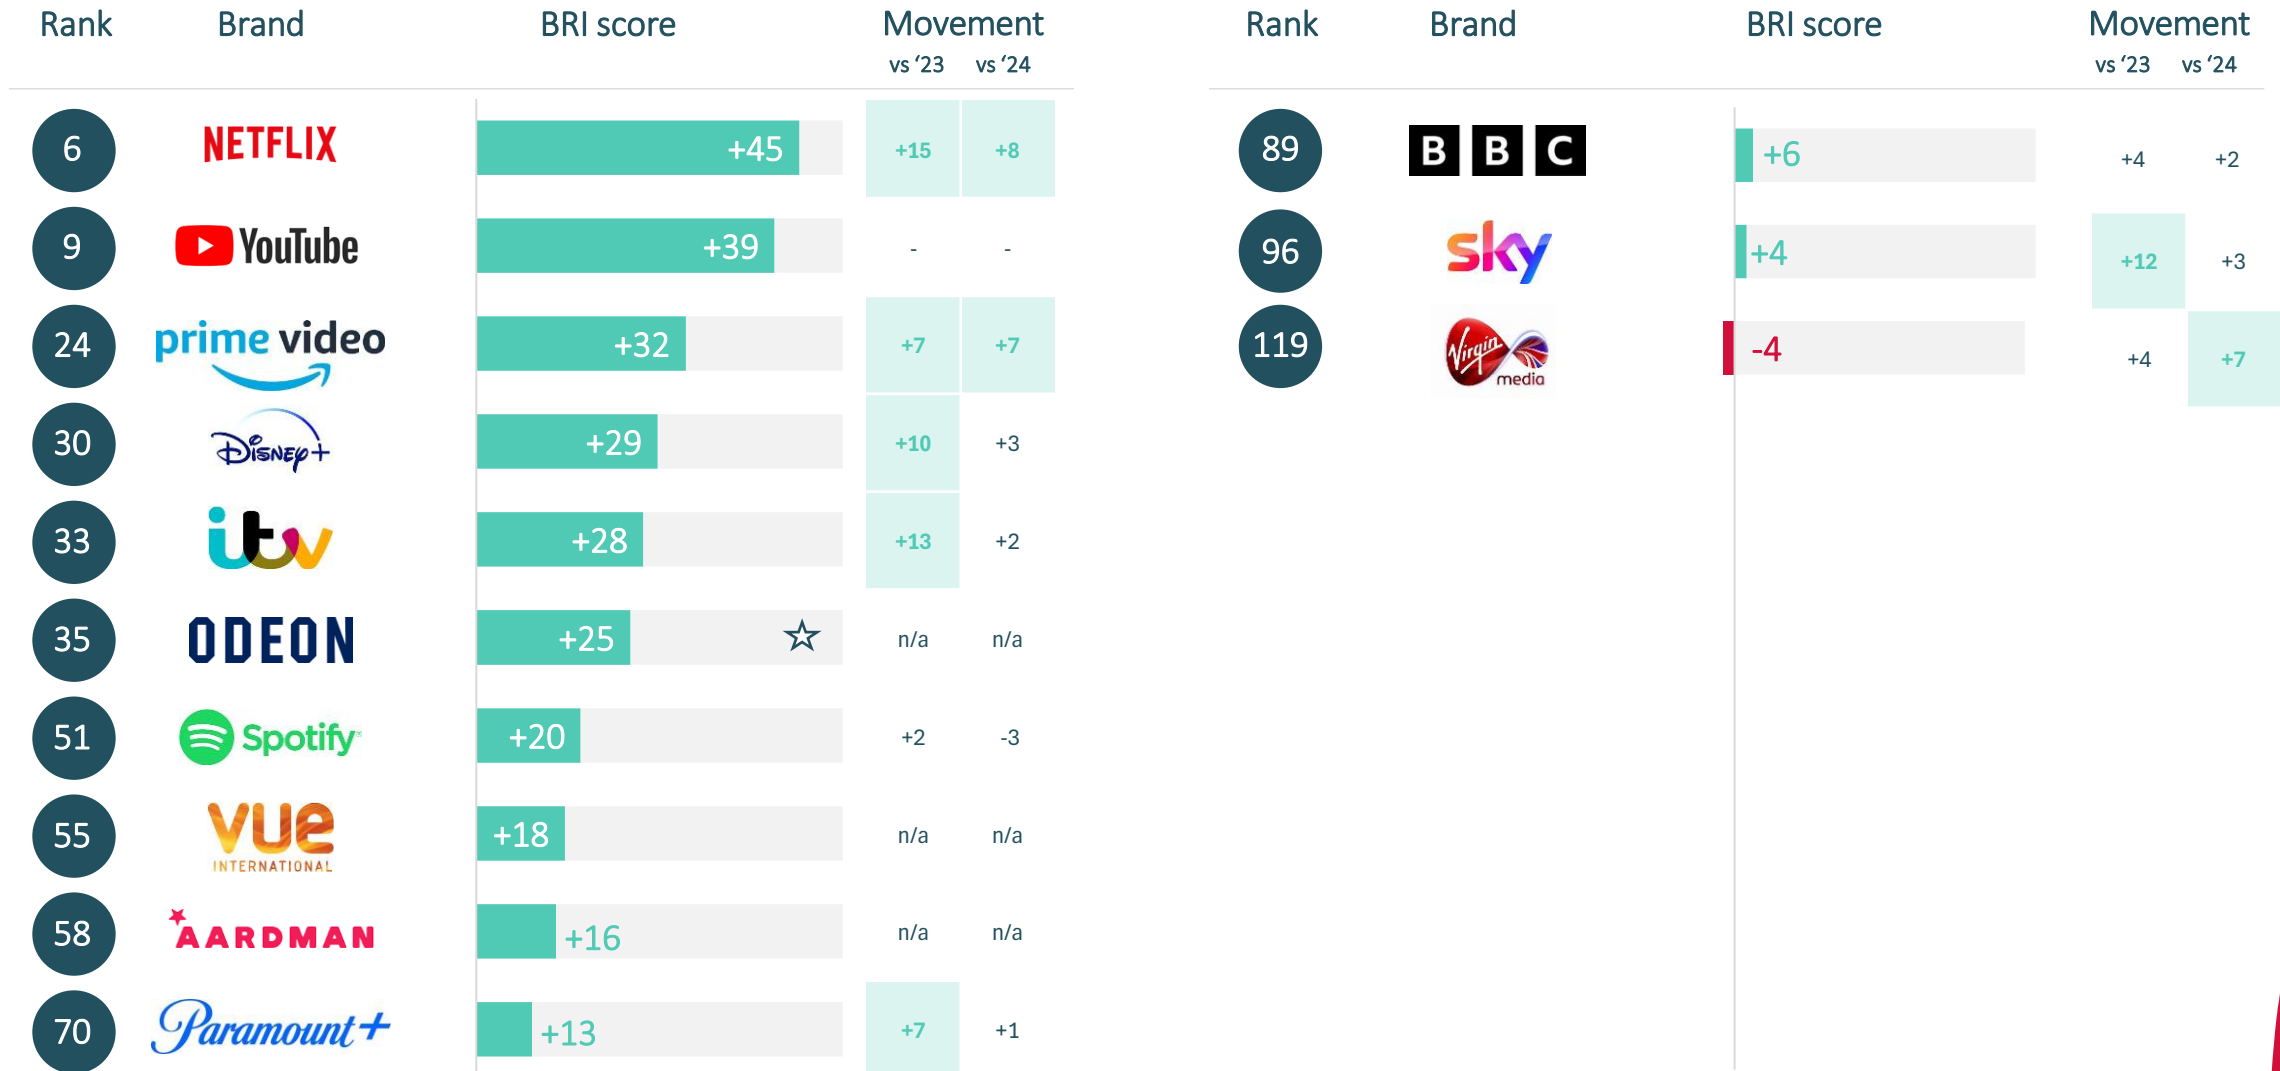 Rank Brand BRI score Movement
vs ‘23 vs ‘24
6 NETFLIX +45 +15 +8
9 YouTube +39 - -
24 prime video +32 +7 +7
30 Disney+ +29 +10 +3
33 itv +28 +13 +2
35 ODEON +25 n/a n/a
51 Spotify +20 +2 -3
55 vue +18 n/a n/a
INTERNATIONAL
58 AARDMAN +16 n/a n/a
70 Paramount+ +13 +7 +1
Rank Brand BRI score Movement
vs ‘23 vs ‘24
89 BBC +6 +4 +2
96 sky +4 +12 +3
119 Virgin -4 +4 +7
media